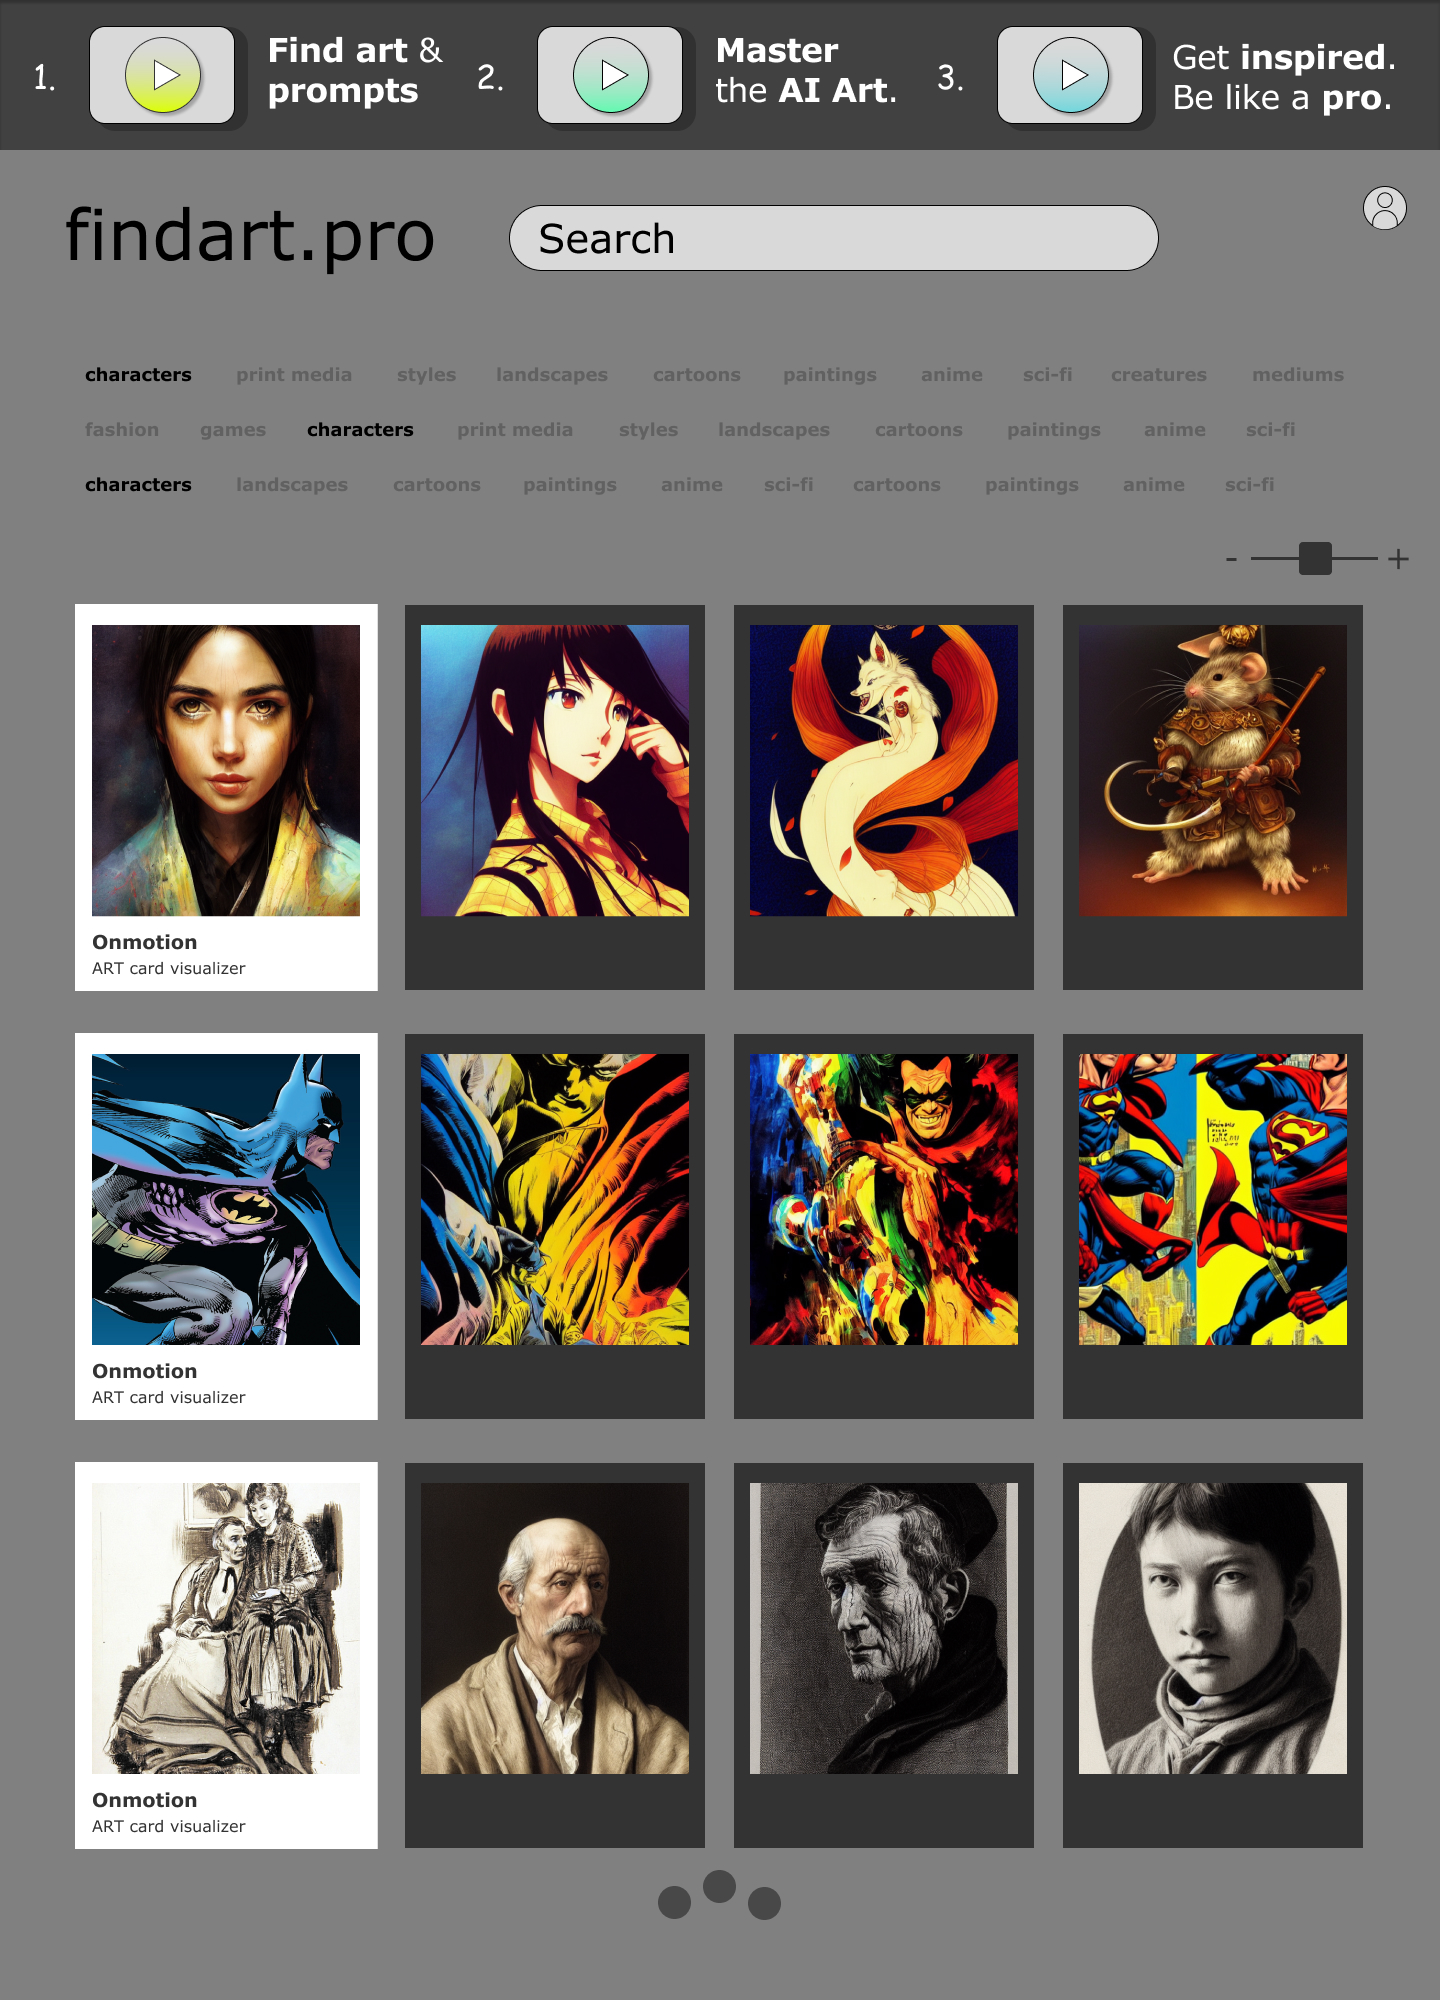 1.
Find art &
prompts
2.
Master
the AI Art.
3.
Get inspired.
Be like a pro.
findart.pro
Search
characters print media styles landscapes cartoons paintings anime sci-fi creatures mediums
fashion games characters print media styles landscapes cartoons paintings anime sci-fi
characters landscapes cartoons paintings anime sci-fi cartoons paintings anime sci-fi
- +
Onmotion
ART card visualizer
Onmotion
ART card visualizer
Onmotion
ART card visualizer